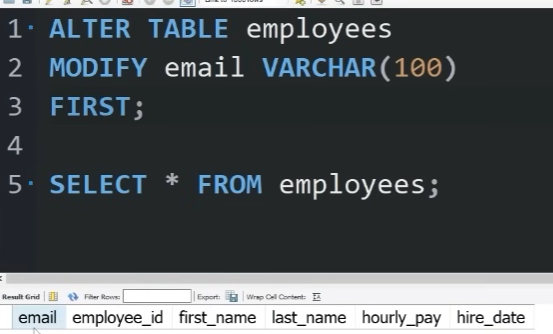 1 ALTER TABLE employees
2 MODIFY email VARCHAR(100)
3 FIRST;
4
5 SELECT * FROM employees;
Result Grid Filter Rows: Export: Wrap Cell Content:
email employee_id first_name last_name hourly_pay hire_date